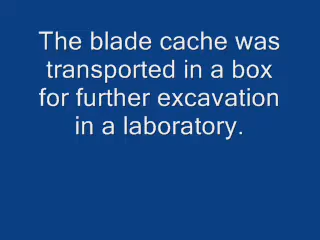 The blade cache was
transported in a box
for further excavation
in a laboratory.